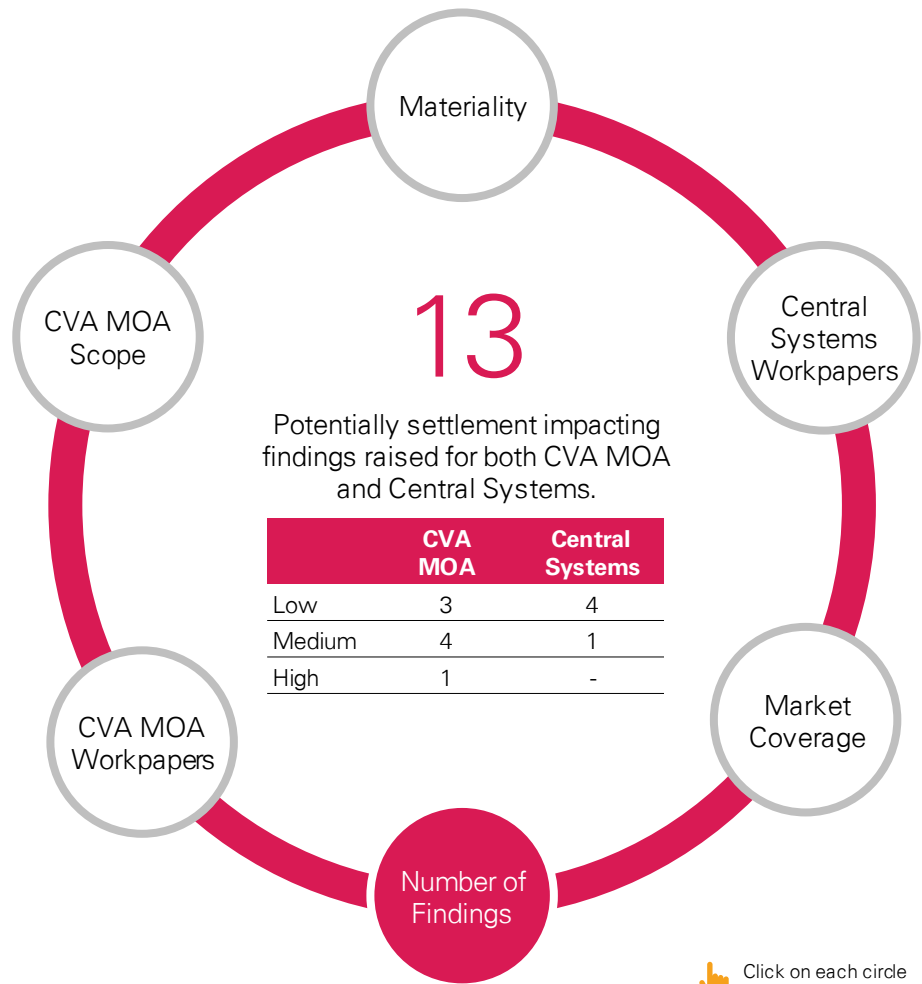 Materiality
CVA MOA
Scope
Central
Systems
Workpapers
13
Potentially settlement impacting
findings raised for both CVA MOA
and Central Systems.
CVA
MOA
Central
Systems
Low 3 4
Medium 4 1
High 1 -
CVA MOA
Workpapers
Market
Coverage
Number of
Findings
Click on each circle